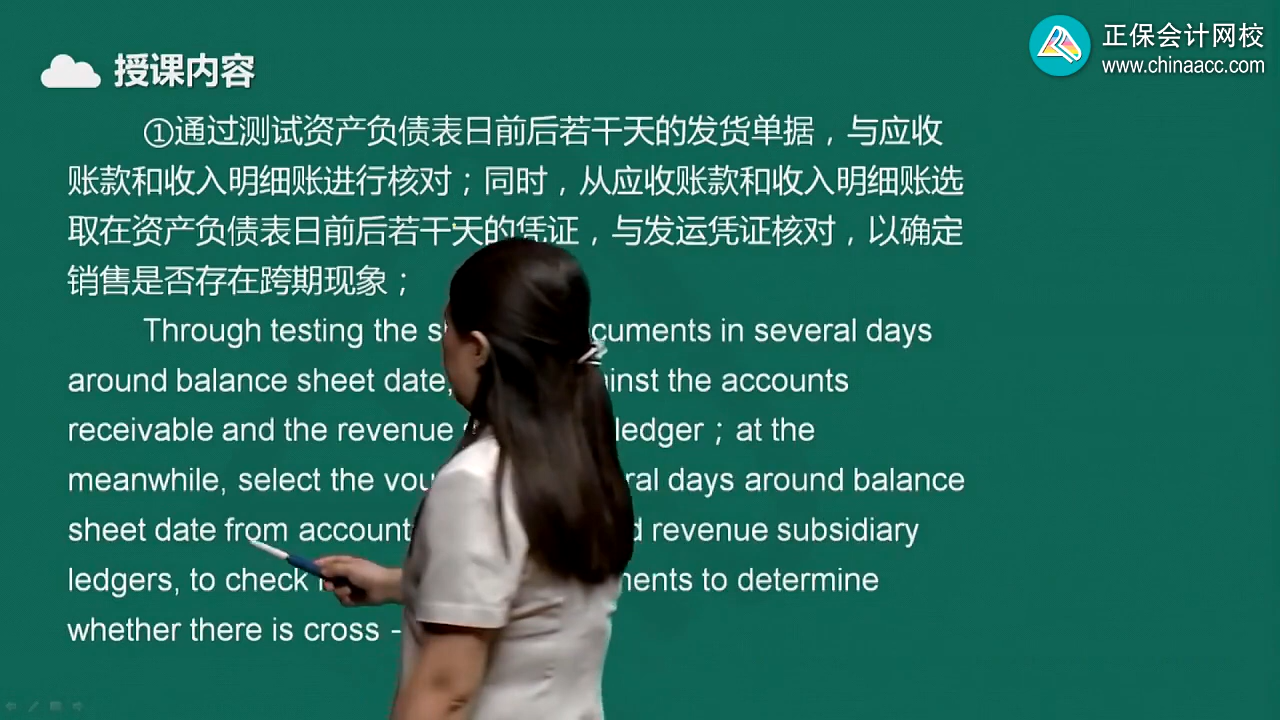 正保会计网校
www.chinaacc.com
授课内容
①通过测试资产负债表日前后若干天的发货单据，与应收
账款和收入明细账进行核对；同时，从应收账款和收入明细账选
取在资产负债表日前后若干天的凭证，与发运凭证核对，以确定
销售是否存在跨期现象；
Through testing the in several days
around balance sheet date, the accounts
receivable and the revenue ledger；at the
meanwhile, select the days around balance
sheet date from revenue subsidiary
ledgers, to check to determine
whether there is cross -